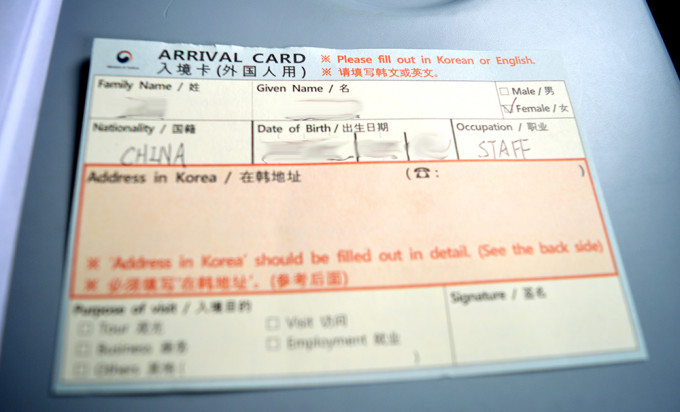 ARRIVAL CARD ※ Please fill out in Korean or English.
入境卡(外国人用) ※ 请填写韩文或英文。
Family Name / 姓 Given Name / 名 □ Male / 男
☑ Female / 女
Nationality / 国籍 Date of Birth / 出生日期 Occupation / 职业
CHINA STAFF
Address in Korea / 在韩地址 (☎: )
※ 'Address in Korea' should be filled out in detail. (See the back side)
※ 必须填写'在韩地址'。(参考后面)
Purpose of visit / 入境目的 Signature / 签名
□ Tour 观光 □ Visit 访问
□ Business 商务 □ Employment 就业
□ Others 其他 ( )